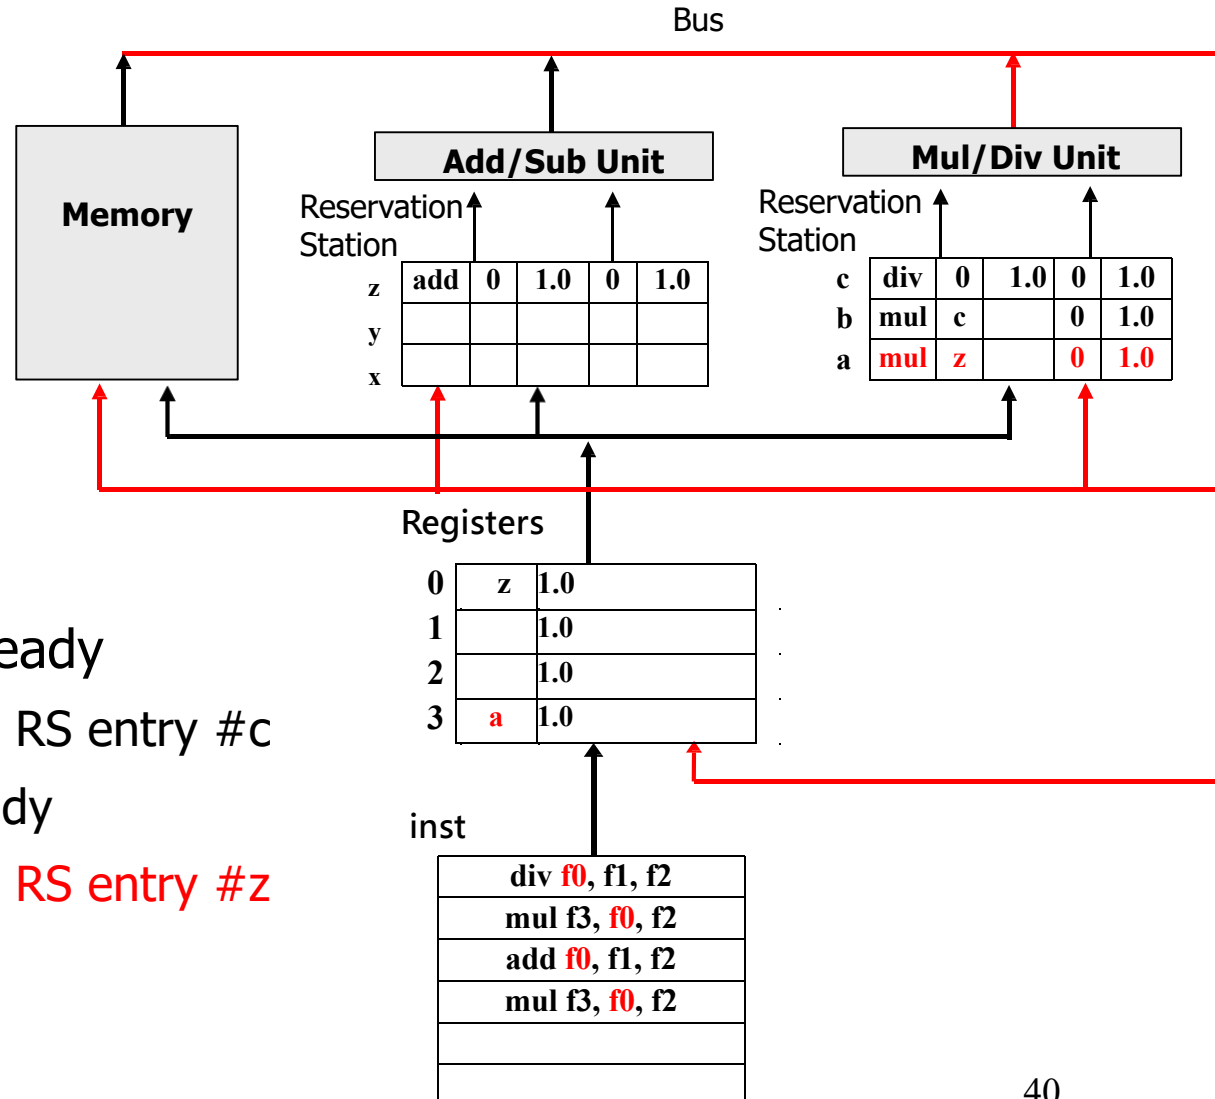 Bus
Memory
Add/Sub Unit
Mul/Div Unit
Reservation
Station
z add 0 1.0 0 1.0
y
x
Reservation
Station
c div 0 1.0 0 1.0
b mul c 0 1.0
a mul z 0 1.0
Registers
0 z 1.0
1 1.0
2 1.0
3 a 1.0
eady
RS entry #c
dy
RS entry #z
inst
div f0, f1, f2
mul f3, f0, f2
add f0, f1, f2
mul f3, f0, f2
40